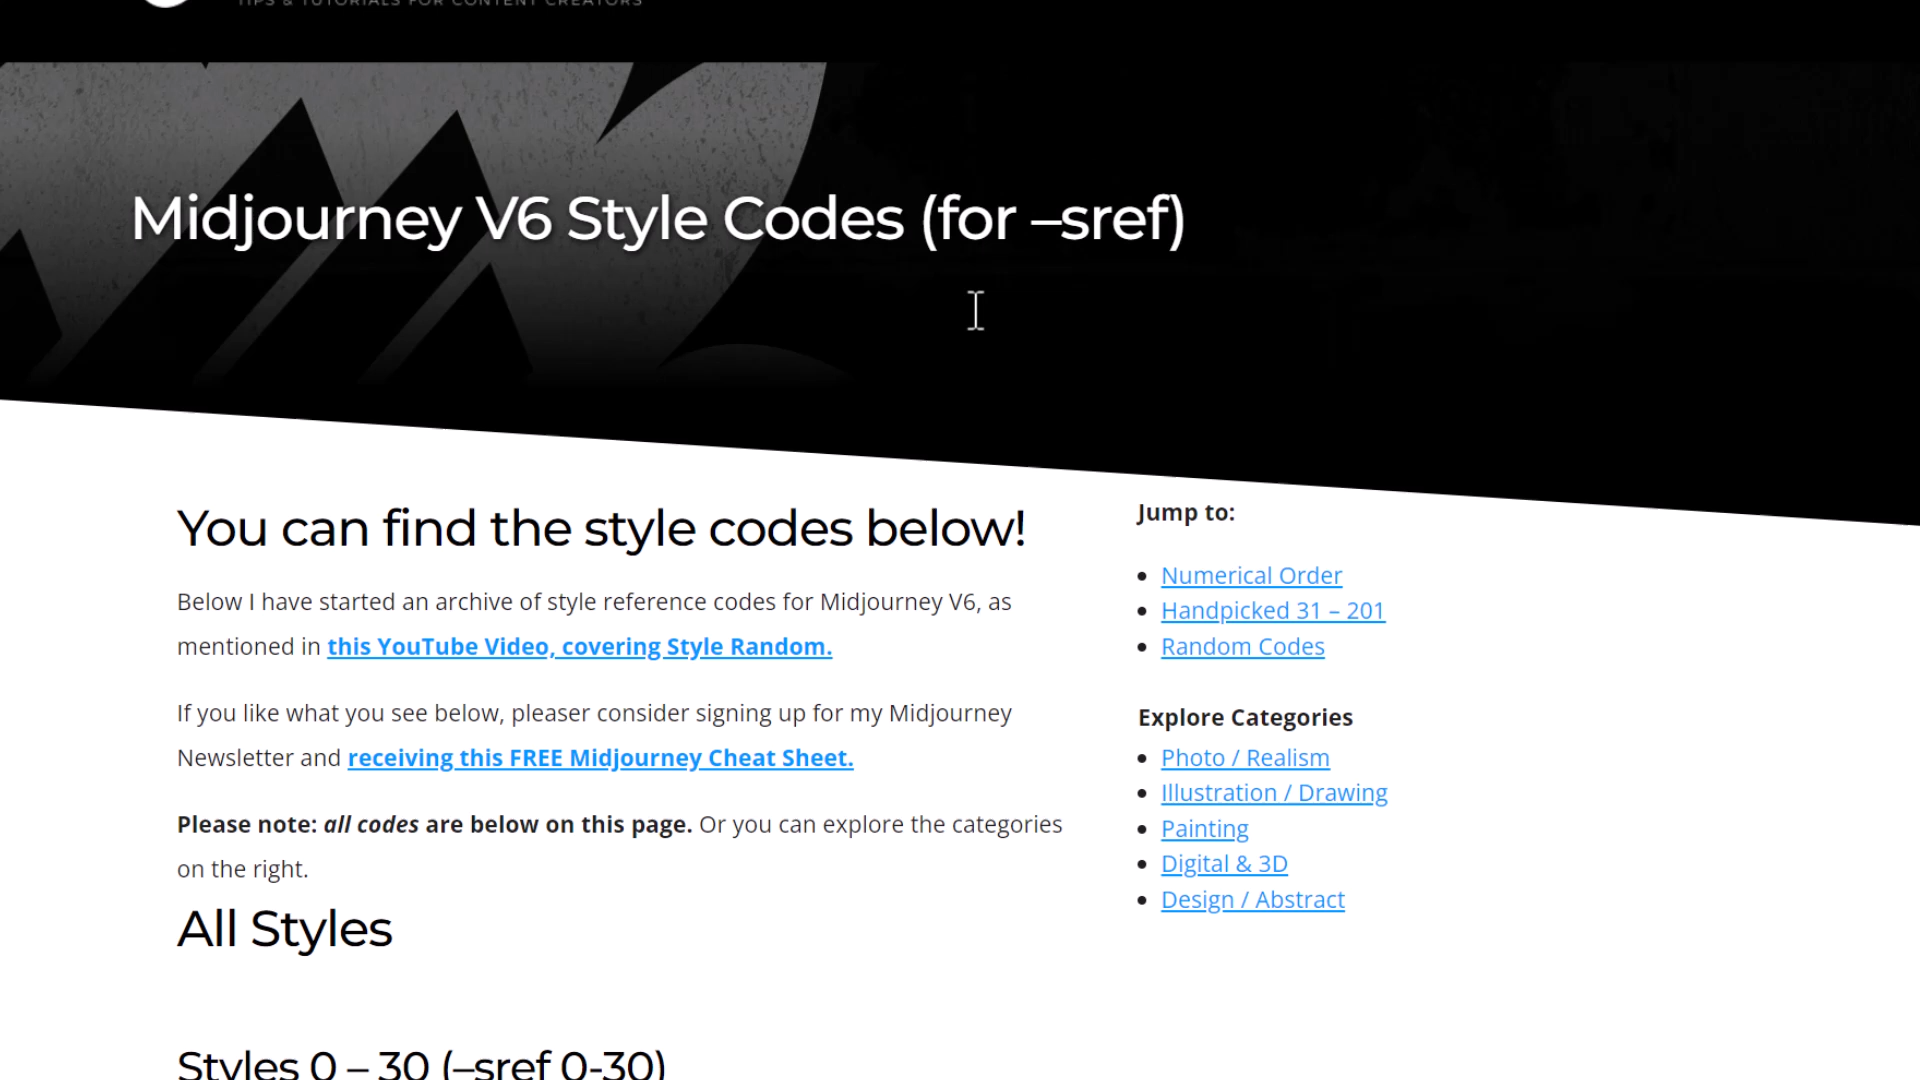 TIPS & TUTORIALS FOR CONTENT CREATORS
Midjourney V6 Style Codes (for –sref)
You can find the style codes below!
Below I have started an archive of style reference codes for Midjourney V6, as
mentioned in this YouTube Video, covering Style Random.
If you like what you see below, pleaser consider signing up for my Midjourney
Newsletter and receiving this FREE Midjourney Cheat Sheet.
Please note: all codes are below on this page. Or you can explore the categories
on the right.
All Styles
Styles 0 – 30 (–sref 0-30)
Jump to:
Numerical Order
Handpicked 31 – 201
Random Codes
Explore Categories
Photo / Realism
Illustration / Drawing
Painting
Digital & 3D
Design / Abstract